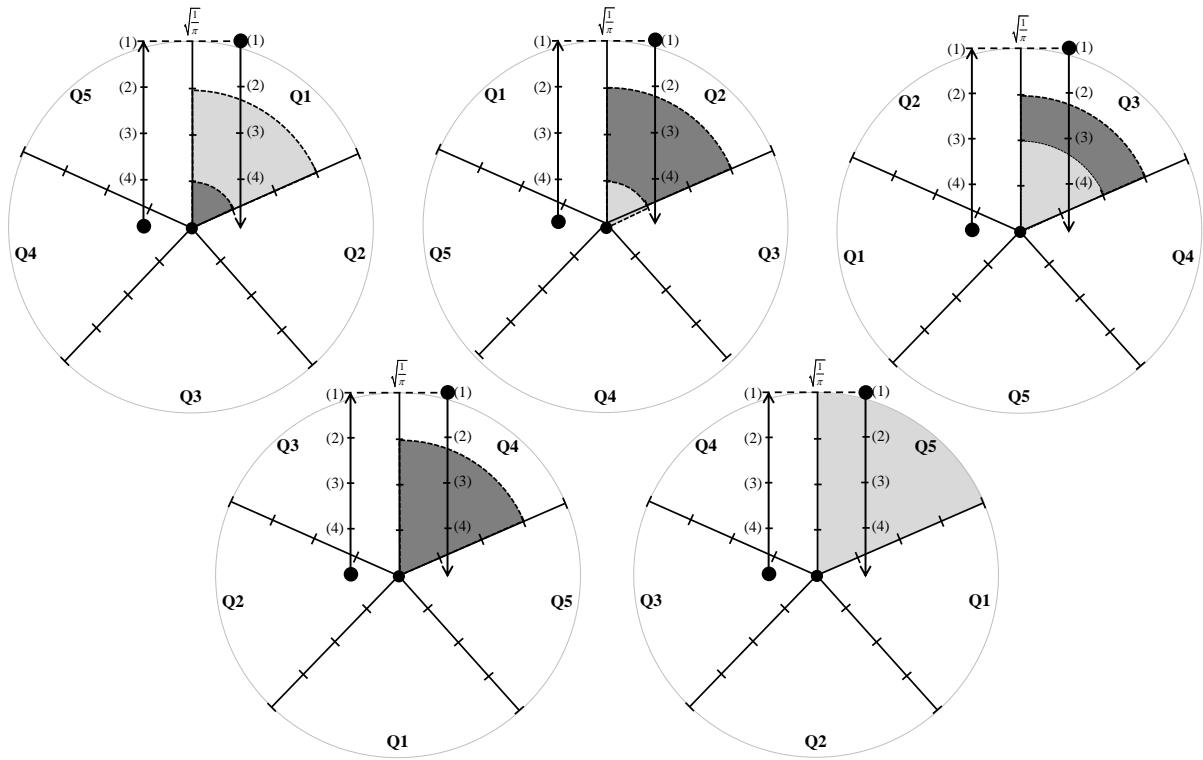 √1/π
(1) (1)
(2) (2)
Q5 Q1
(3) (3)
(4) (4)
Q4 Q2
Q3
√1/π
(1) (1)
(2) (2)
Q1 Q2
(3) (3)
(4) (4)
Q5 Q3
Q4
√1/π
(1) (1)
(2) (2)
Q2 Q3
(3) (3)
(4) (4)
Q1 Q4
Q5
√1/π
(1) (1)
(2) (2)
Q3 Q4
(3) (3)
(4) (4)
Q2 Q5
Q1
√1/π
(1) (1)
(2) (2)
Q4 Q5
(3) (3)
(4) (4)
Q3 Q1
Q2